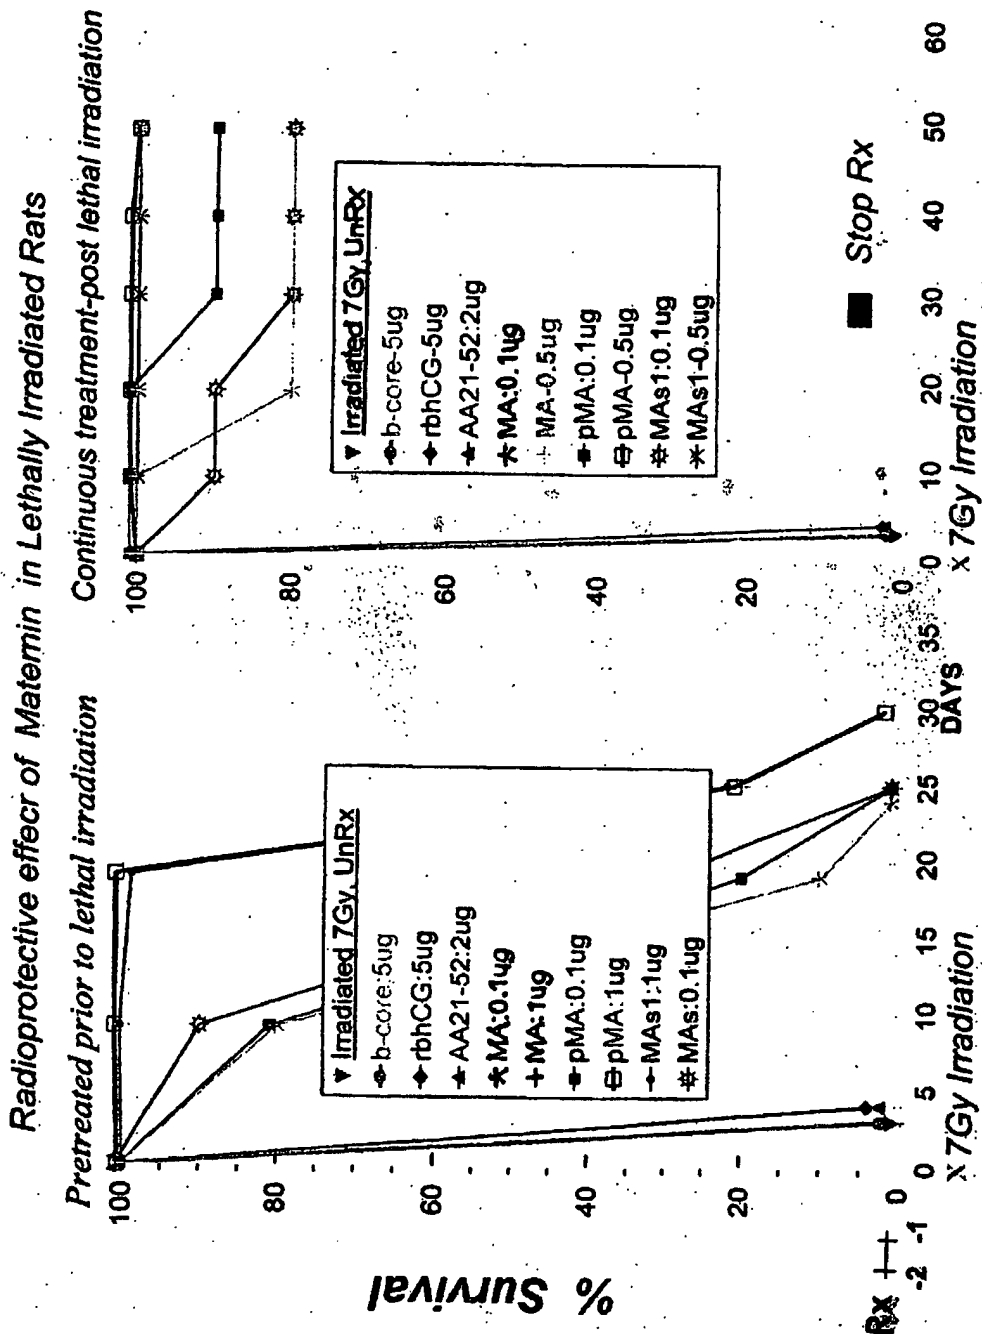 Radioprotective effecr of Maternin in Lethally Irradiated Rats
Pretreated prior to lethal irradiation
% Survival
100
80
60
40
20
0
Irradiated 7Gy, UnRx
b-core:5ug
rbhCG:5ug
AA21-52:2ug
MA:0.1ug
MA:1ug
pMA:0.1ug
pMA:1ug
MAs1:1ug
MAs:0.1ug
Rx
-2 -1 0 5 10 15 20 25 30 35
X 7Gy Irradiation
DAYS
Continuous treatment-post lethal irradiation
100
80
60
40
20
0
Irradiated 7Gy, UnRx
b-core-5ug
rbhCG-5ug
AA21-52:2ug
MA:0.1ug
MA-0.5ug
pMA:0.1ug
pMA-0.5ug
MAs1:0.1ug
MAs1-0.5ug
Stop Rx
0 10 20 30 40 50 60
X 7Gy Irradiation